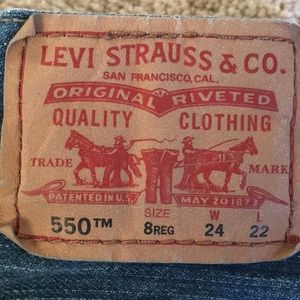 LEVI STRAUSS & CO.
SAN FRANCISCO, CAL.
ORIGINAL RIVETED
QUALITY CLOTHING
TRADE MARK
PATENTED IN U.S. MAY 20 1873
SIZE W L
550™ 8REG 24 22